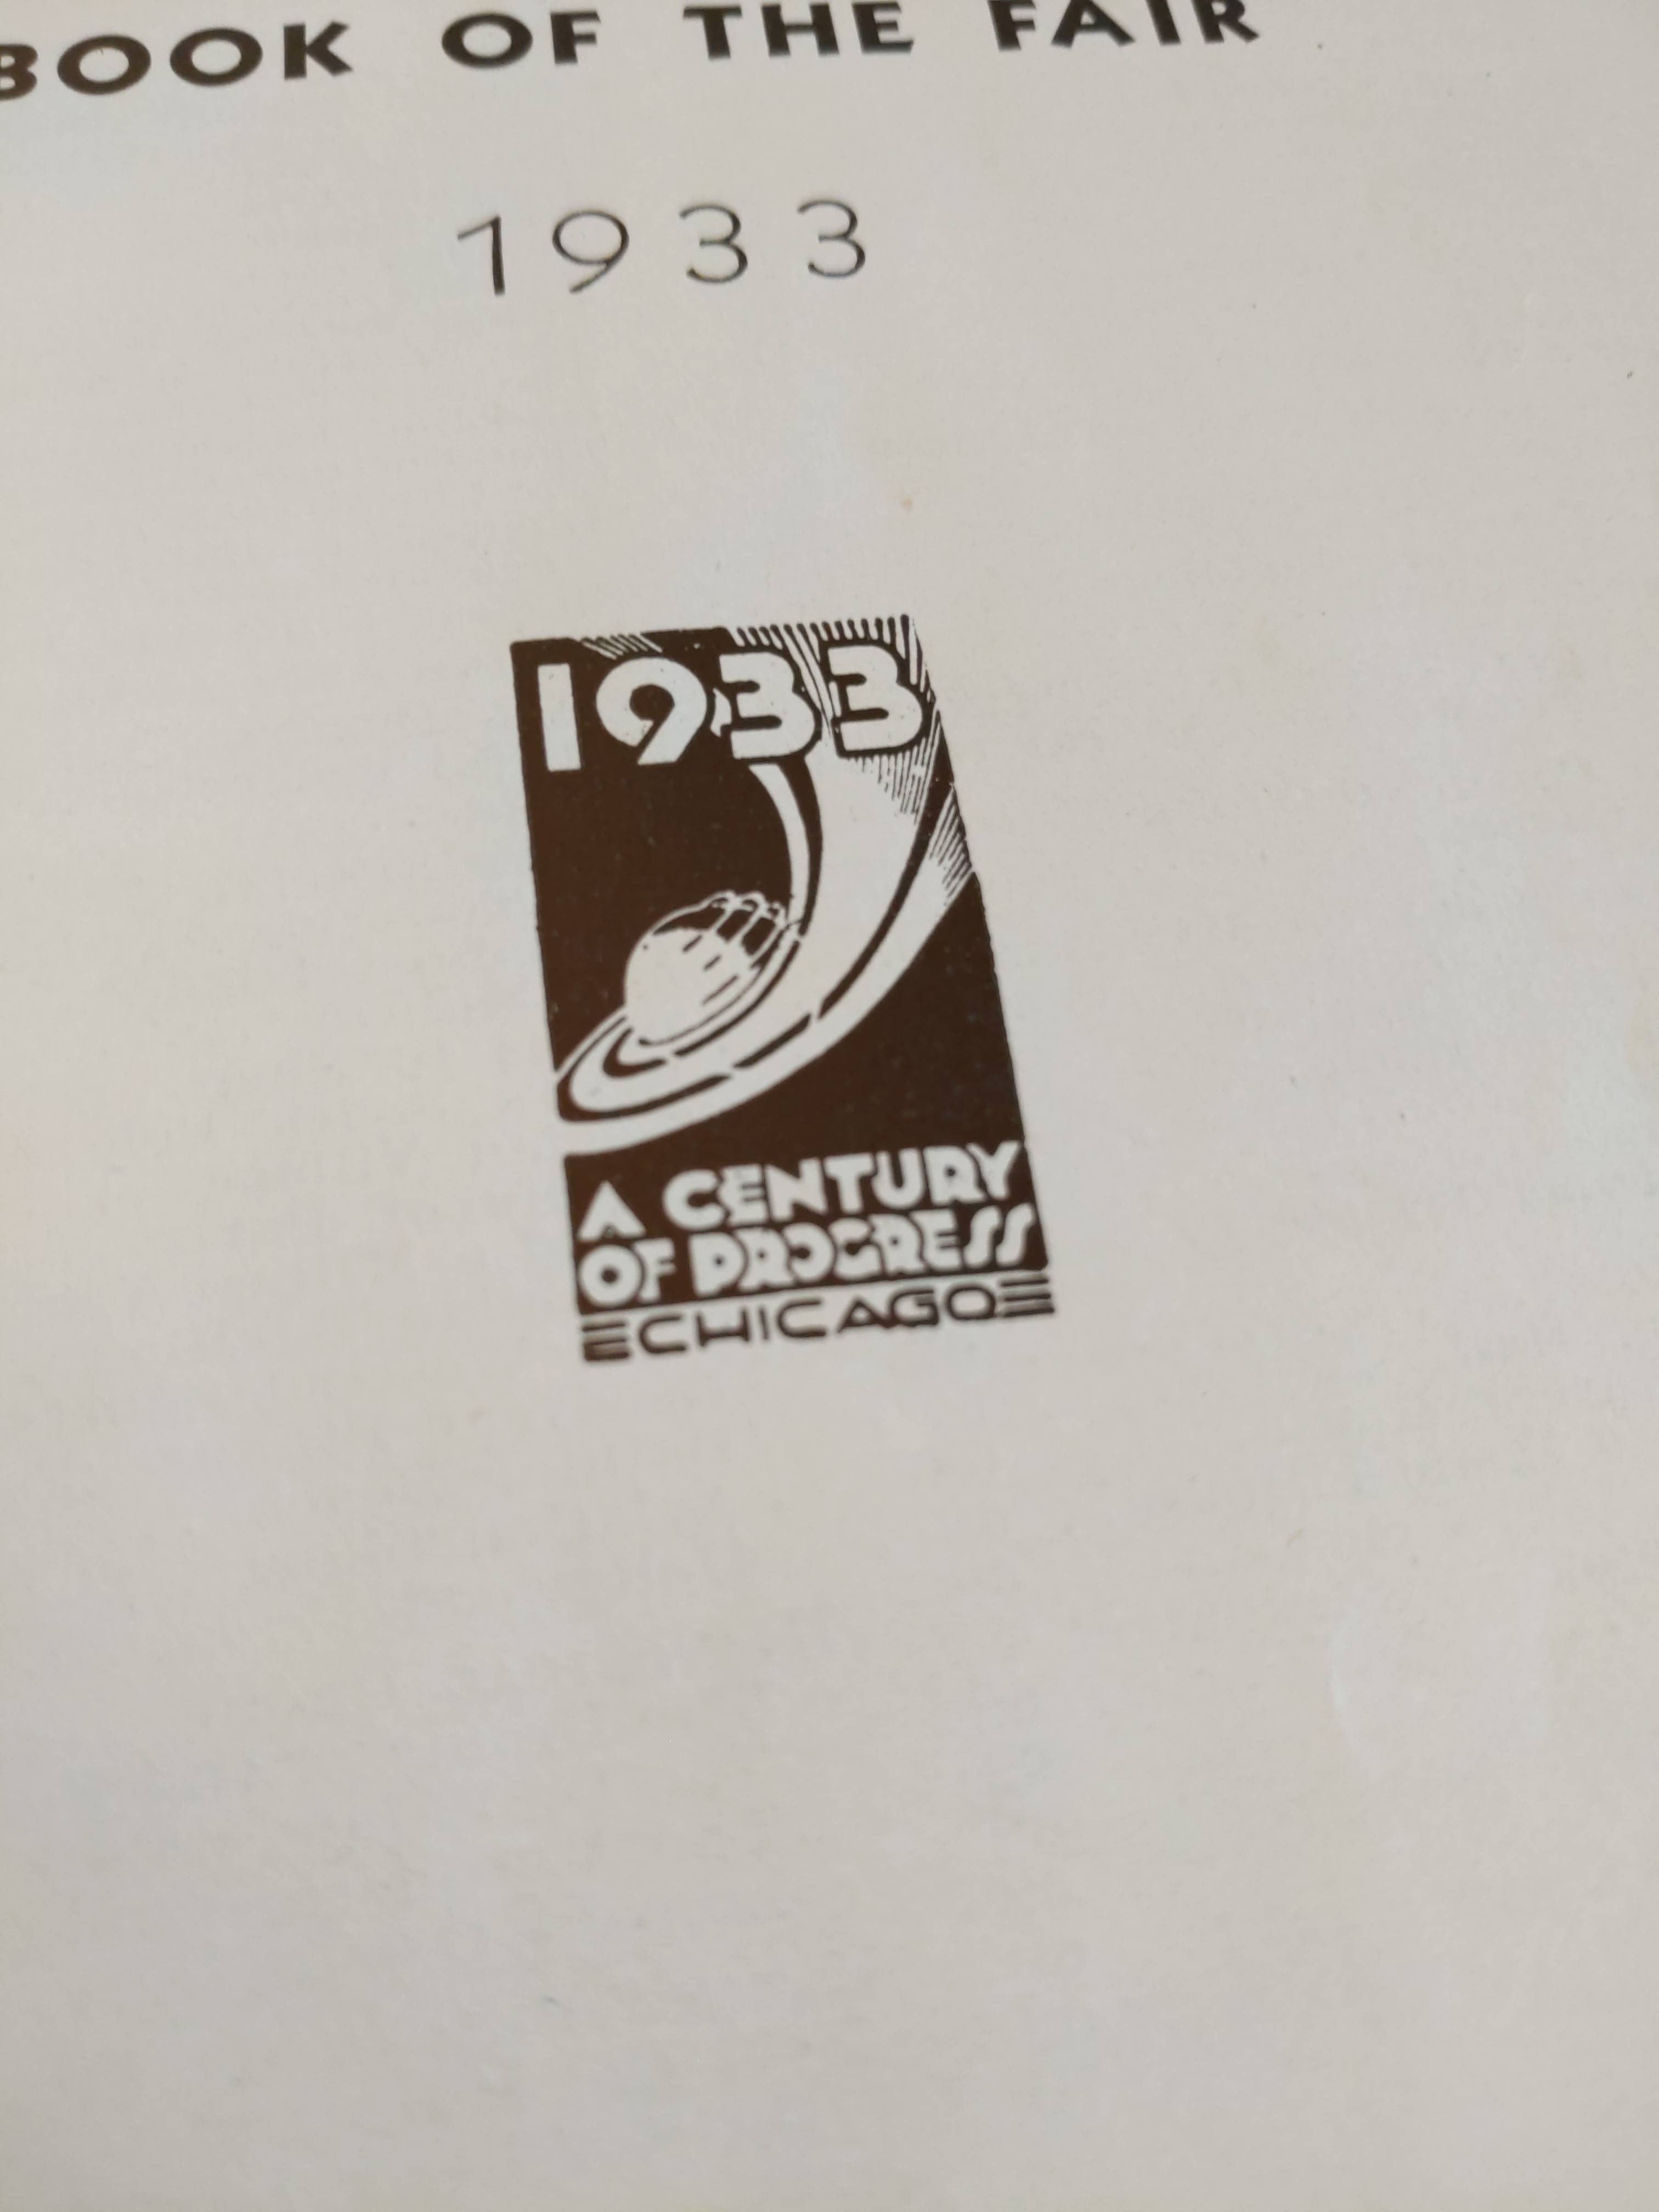 BOOK OF THE FAIR
1933
1933
A CENTURY
OF PROGRESS
CHICAGO